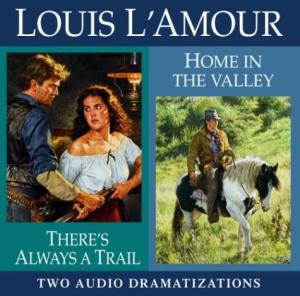 LOUIS L'AMOUR
HOME IN
THE VALLEY
THERE'S
ALWAYS A TRAIL
TWO AUDIO DRAMATIZATIONS